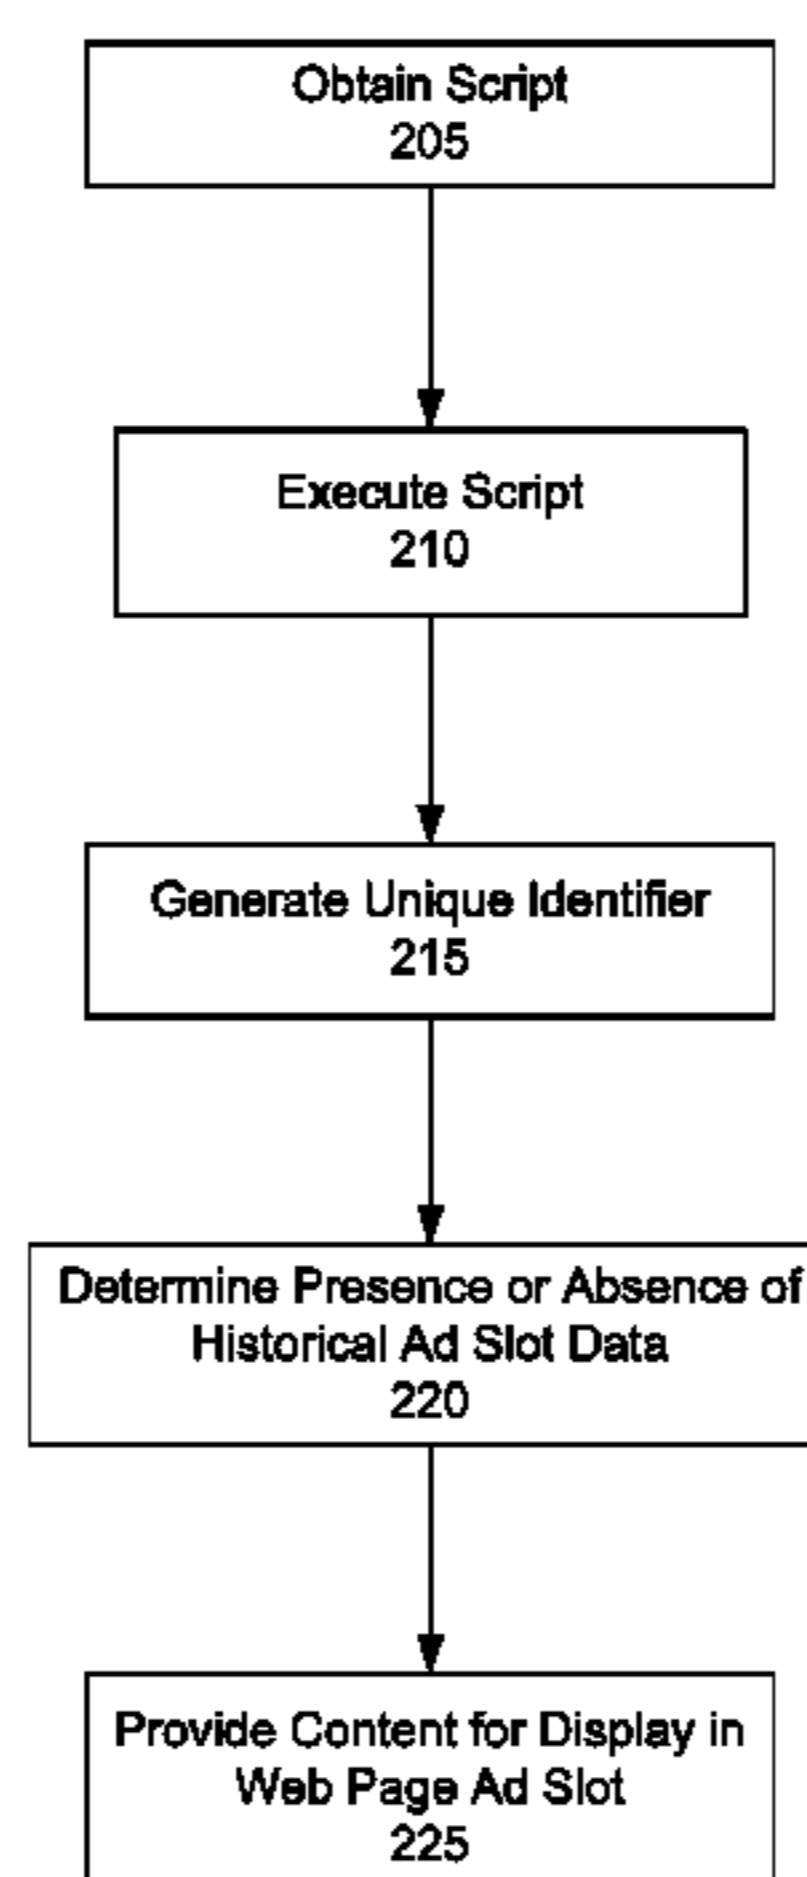 Obtain Script
205
Execute Script
210
Generate Unique Identifier
215
Determine Presence or Absence of
Historical Ad Slot Data
220
Provide Content for Display in
Web Page Ad Slot
225